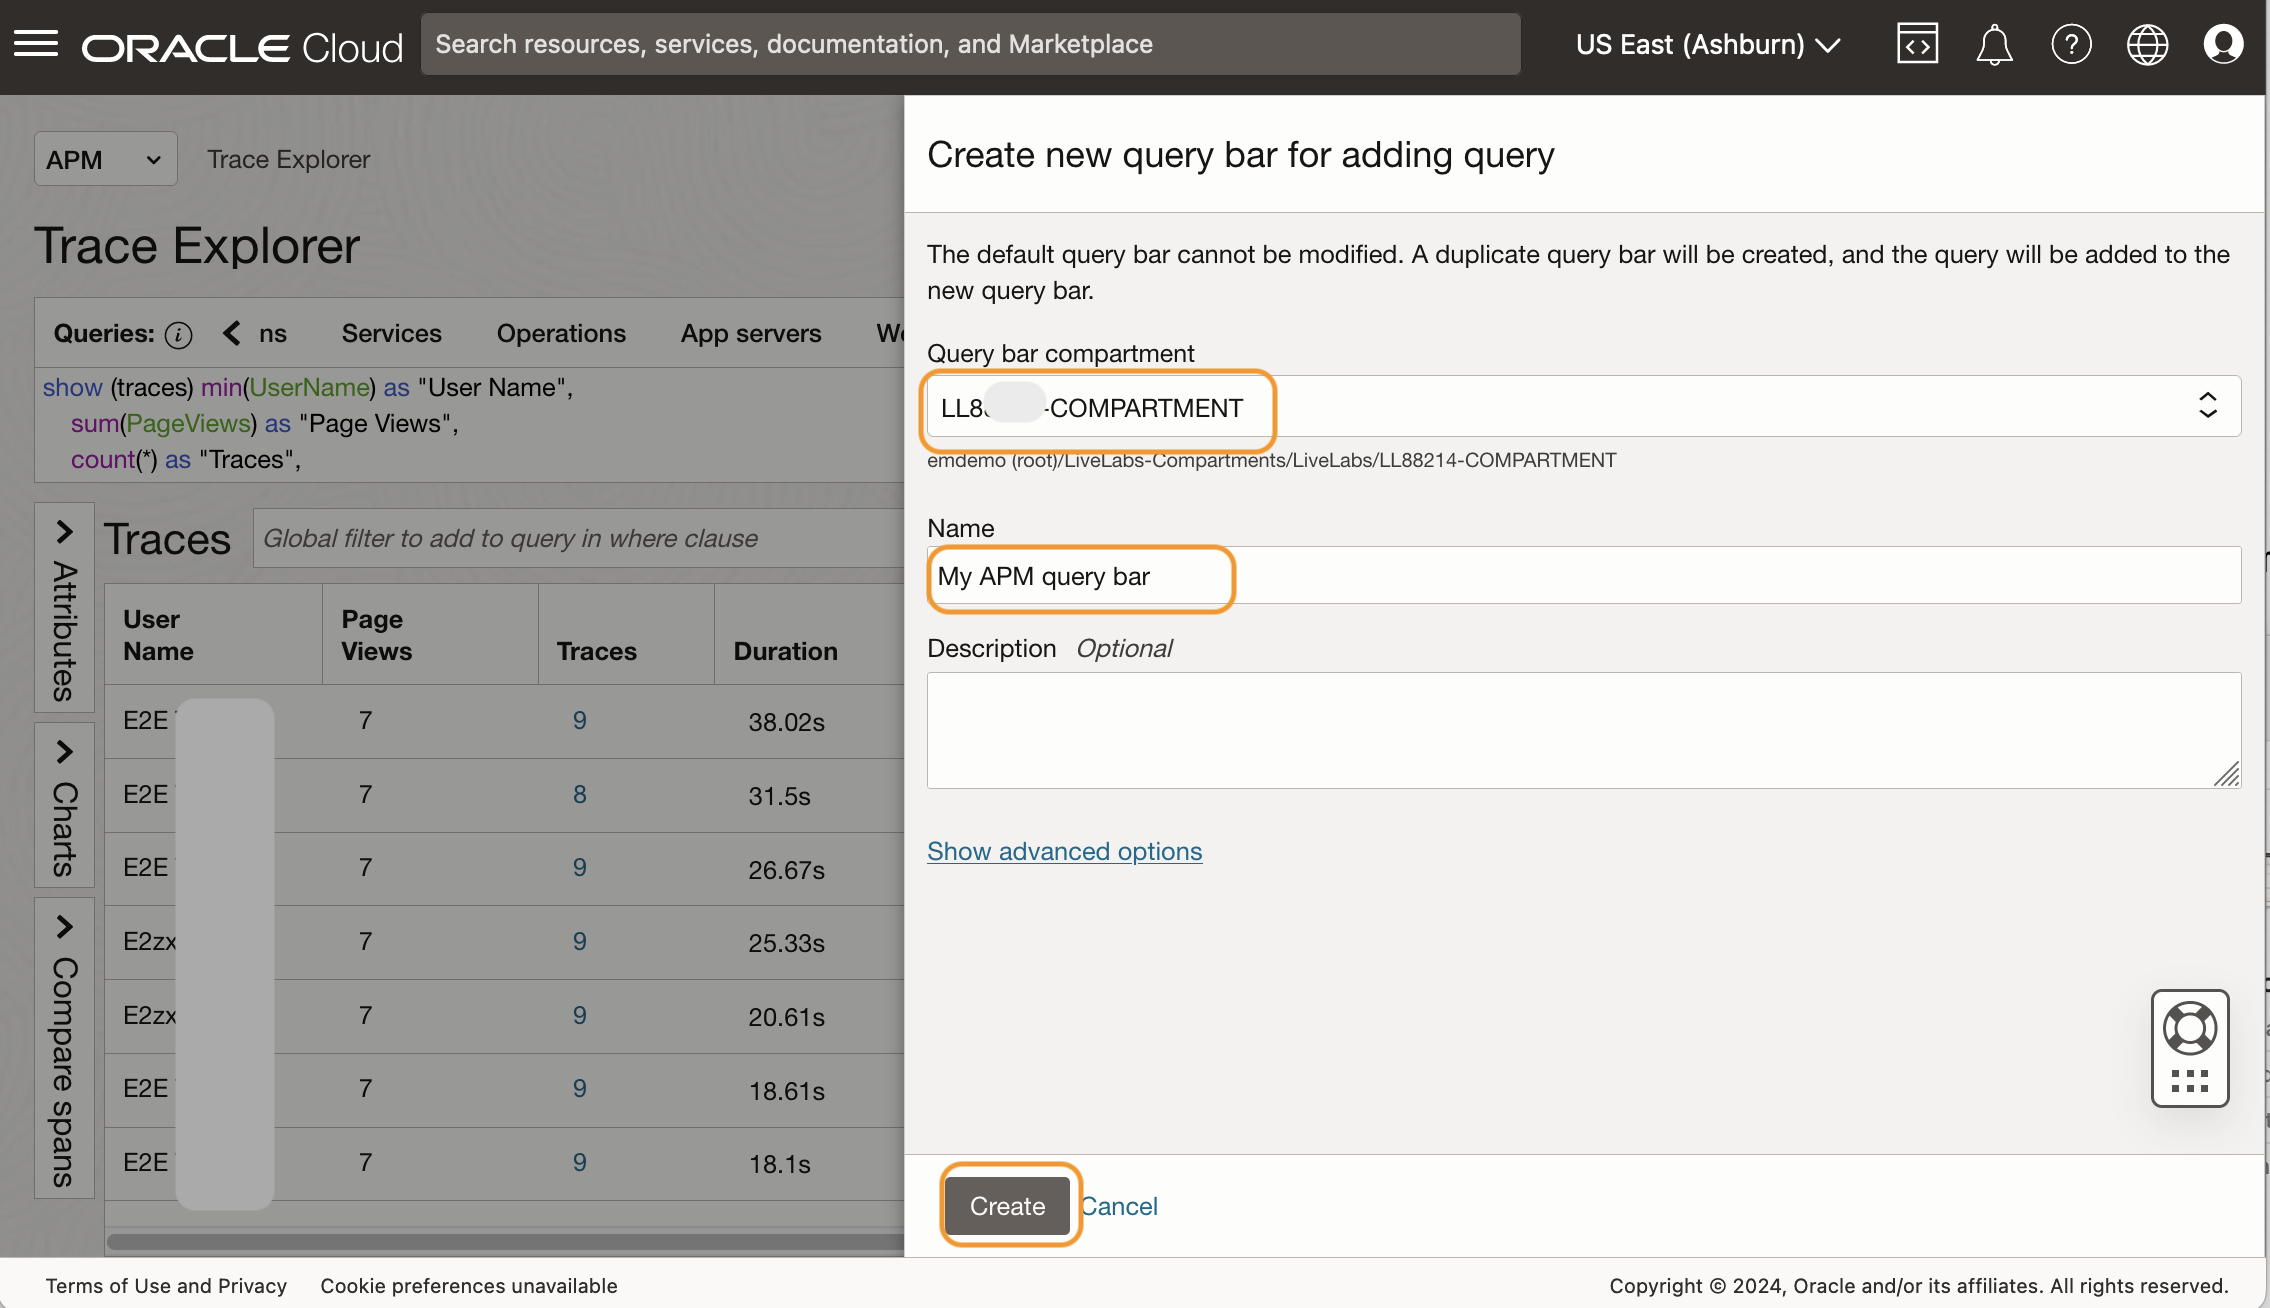 ORACLE Cloud
Search resources, services, documentation, and Marketplace
US East (Ashburn)
APM
Trace Explorer
Trace Explorer
Queries:
ns
Services
Operations
App servers
show (traces) min(UserName) as "User Name",
sum(PageViews) as "Page Views",
count(*) as "Traces",
Attributes
Charts
Compare spans
Traces
Global filter to add to query in where clause
User Name
Page Views
Traces
Duration
E2E 7 9 38.02s
E2E 7 8 31.5s
E2E 7 9 26.67s
E2zx 7 9 25.33s
E2zx 7 9 20.61s
E2E 7 9 18.61s
E2E 7 9 18.1s
Create new query bar for adding query
The default query bar cannot be modified. A duplicate query bar will be created, and the query will be added to the
new query bar.
Query bar compartment
LL8 -COMPARTMENT
emdemo (root)/LiveLabs-Compartments/LiveLabs/LL88214-COMPARTMENT
Name
My APM query bar
Description Optional
Show advanced options
Create
Cancel
Terms of Use and Privacy
Cookie preferences unavailable
Copyright © 2024, Oracle and/or its affiliates. All rights reserved.